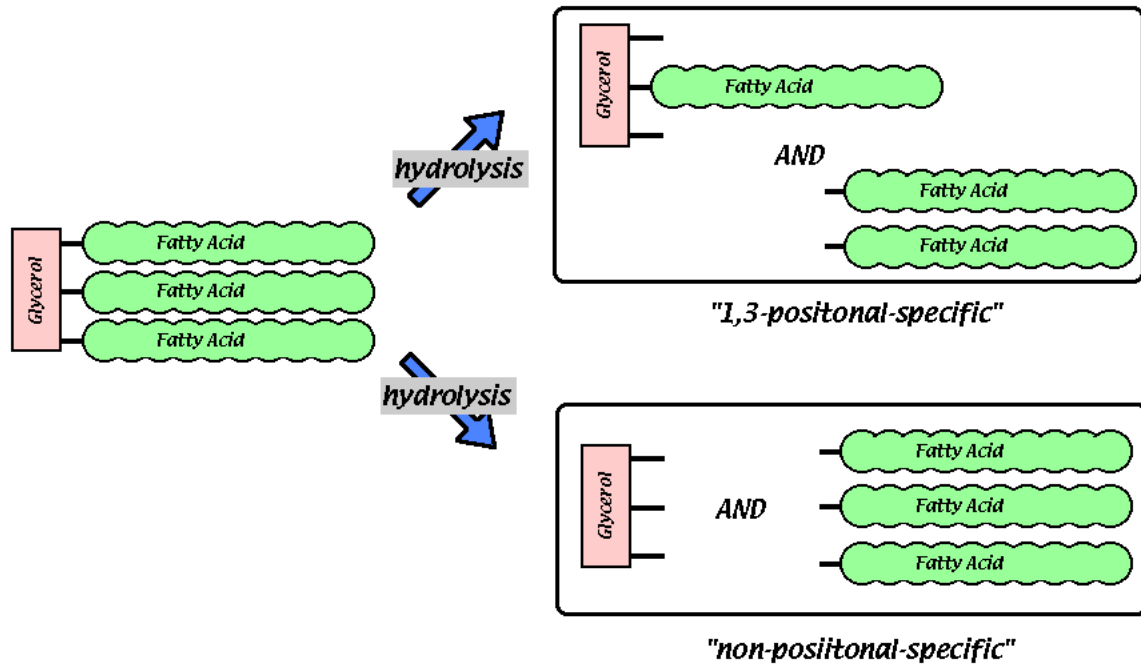 Glycerol
Fatty Acid
Fatty Acid
Fatty Acid
hydrolysis
hydrolysis
Glycerol
Fatty Acid
AND
Fatty Acid
Fatty Acid
"1,3-positonal-specific"
Glycerol
AND
Fatty Acid
Fatty Acid
Fatty Acid
"non-posiitonal-specific"